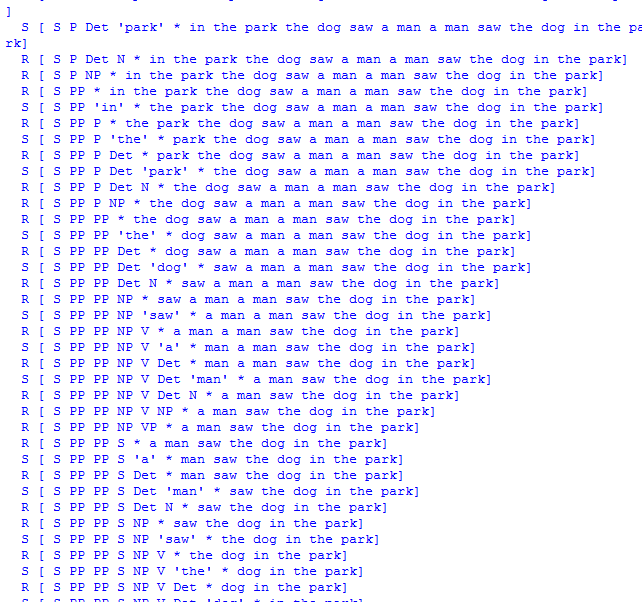 ]
S [ S P Det 'park' * in the park the dog saw a man a man saw the dog in the pa
rk]
R [ S P Det N * in the park the dog saw a man a man saw the dog in the park]
R [ S P NP * in the park the dog saw a man a man saw the dog in the park]
R [ S PP * in the park the dog saw a man a man saw the dog in the park]
S [ S PP 'in' * the park the dog saw a man a man saw the dog in the park]
R [ S PP P * the park the dog saw a man a man saw the dog in the park]
S [ S PP P 'the' * park the dog saw a man a man saw the dog in the park]
R [ S PP P Det * park the dog saw a man a man saw the dog in the park]
S [ S PP P Det 'park' * the dog saw a man a man saw the dog in the park]
R [ S PP P Det N * the dog saw a man a man saw the dog in the park]
R [ S PP P NP * the dog saw a man a man saw the dog in the park]
R [ S PP PP * the dog saw a man a man saw the dog in the park]
S [ S PP PP 'the' * dog saw a man a man saw the dog in the park]
R [ S PP PP Det * dog saw a man a man saw the dog in the park]
S [ S PP PP Det 'dog' * saw a man a man saw the dog in the park]
R [ S PP PP Det N * saw a man a man saw the dog in the park]
R [ S PP PP NP * saw a man a man saw the dog in the park]
S [ S PP PP NP 'saw' * a man a man saw the dog in the park]
R [ S PP PP NP V * a man a man saw the dog in the park]
S [ S PP PP NP V 'a' * man a man saw the dog in the park]
R [ S PP PP NP V Det * man a man saw the dog in the park]
S [ S PP PP NP V Det 'man' * a man saw the dog in the park]
R [ S PP PP NP V Det N * a man saw the dog in the park]
R [ S PP PP NP V NP * a man saw the dog in the park]
R [ S PP PP NP VP * a man saw the dog in the park]
R [ S PP PP S * a man saw the dog in the park]
S [ S PP PP S 'a' * man saw the dog in the park]
R [ S PP PP S Det * man saw the dog in the park]
S [ S PP PP S Det 'man' * saw the dog in the park]
R [ S PP PP S Det N * saw the dog in the park]
R [ S PP PP S NP * saw the dog in the park]
S [ S PP PP S NP 'saw' * the dog in the park]
R [ S PP PP S NP V * the dog in the park]
S [ S PP PP S NP V 'the' * dog in the park]
R [ S PP PP S NP V Det * dog in the park]
S [ S PP PP S NP V Det 'dog' * in the park]